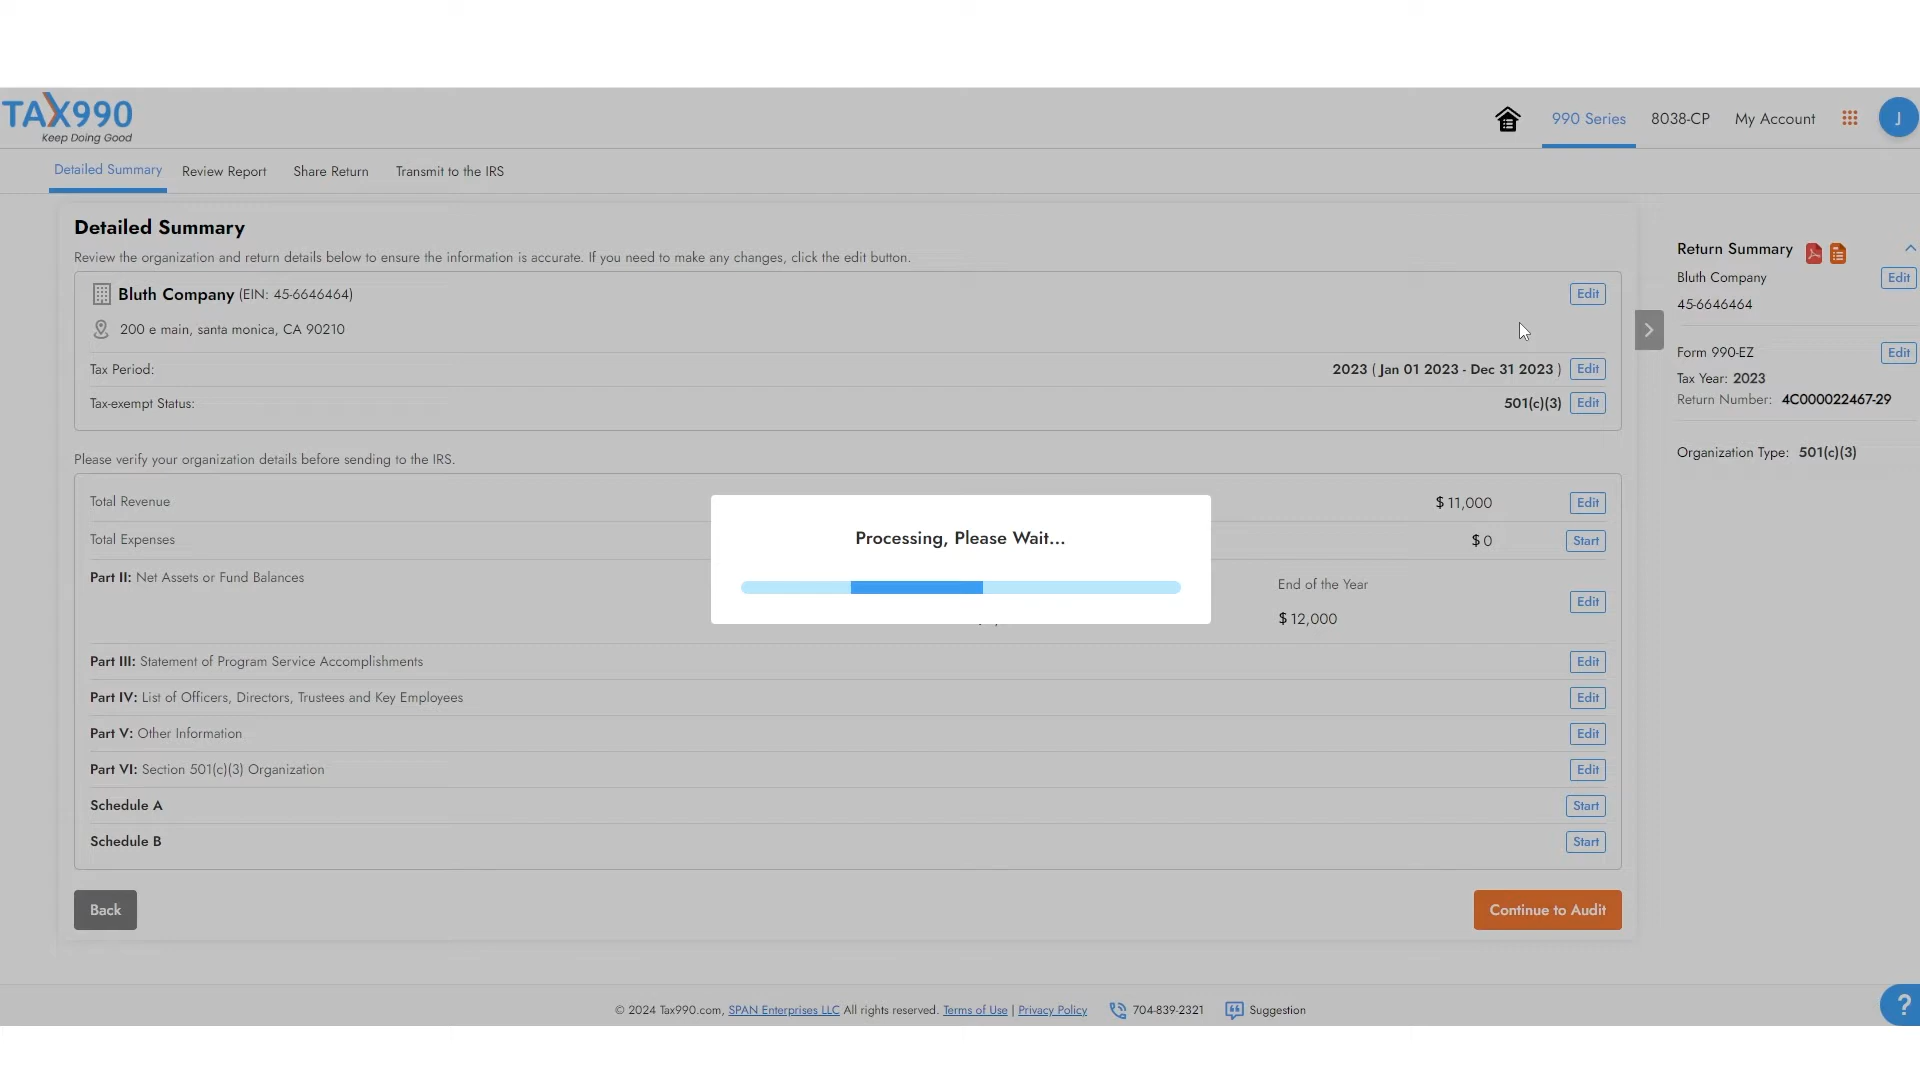 TAX990
Keep Doing Good
990 Series
8038-CP
My Account
J
Detailed Summary
Review Report
Share Return
Transmit to the IRS
Detailed Summary
Review the organization and return details below to ensure the information is accurate. If you need to make any changes, click the edit button.
Bluth Company (EIN: 45-6646464)
Edit
200 e main, santa monica, CA 90210
Tax Period:
2023 ( Jan 01 2023 - Dec 31 2023 )
Edit
Tax-exempt Status:
501(c)(3)
Edit
Please verify your organization details before sending to the IRS.
Total Revenue
$ 11,000
Edit
Total Expenses
$ 0
Start
Part II: Net Assets or Fund Balances
End of the Year
$ 12,000
Edit
Part III: Statement of Program Service Accomplishments
Edit
Part IV: List of Officers, Directors, Trustees and Key Employees
Edit
Part V: Other Information
Edit
Part VI: Section 501(c)(3) Organization
Edit
Schedule A
Start
Schedule B
Start
Back
Continue to Audit
Processing, Please Wait...
Return Summary
Bluth Company
Edit
45-6646464
Form 990-EZ
Edit
Tax Year: 2023
Return Number: 4C000022467-29
Organization Type: 501(c)(3)
© 2024 Tax990.com, SPAN Enterprises LLC All rights reserved. Terms of Use | Privacy Policy
704-839-2321
Suggestion
?